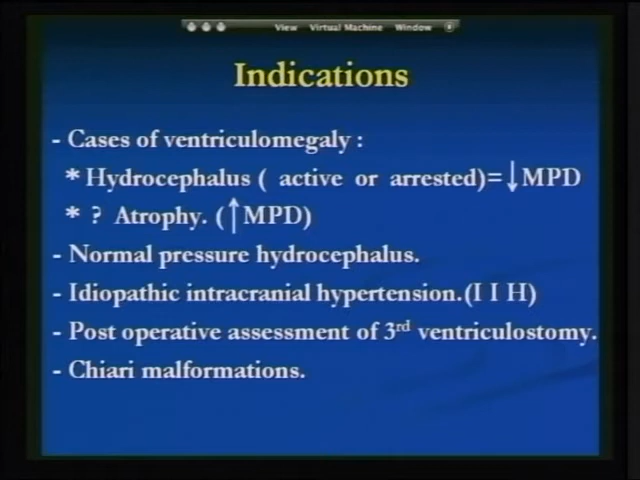 View Virtual Machine Window
Indications
- Cases of ventriculomegaly :
* Hydrocephalus ( active or arrested)= ↓MPD
* ? Atrophy. (↑MPD)
- Normal pressure hydrocephalus.
- Idiopathic intracranial hypertension.(I I H)
- Post operative assessment of 3rd ventriculostomy.
- Chiari malformations.